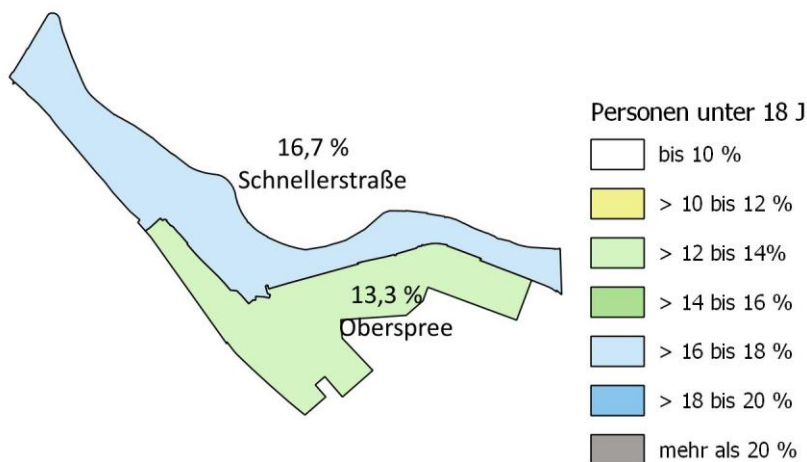 16,7 %
Schnellerstraße
13,3 %
Oberspree
Personen unter 18 J
bis 10 %
> 10 bis 12 %
> 12 bis 14%
> 14 bis 16 %
> 16 bis 18 %
> 18 bis 20 %
mehr als 20 %